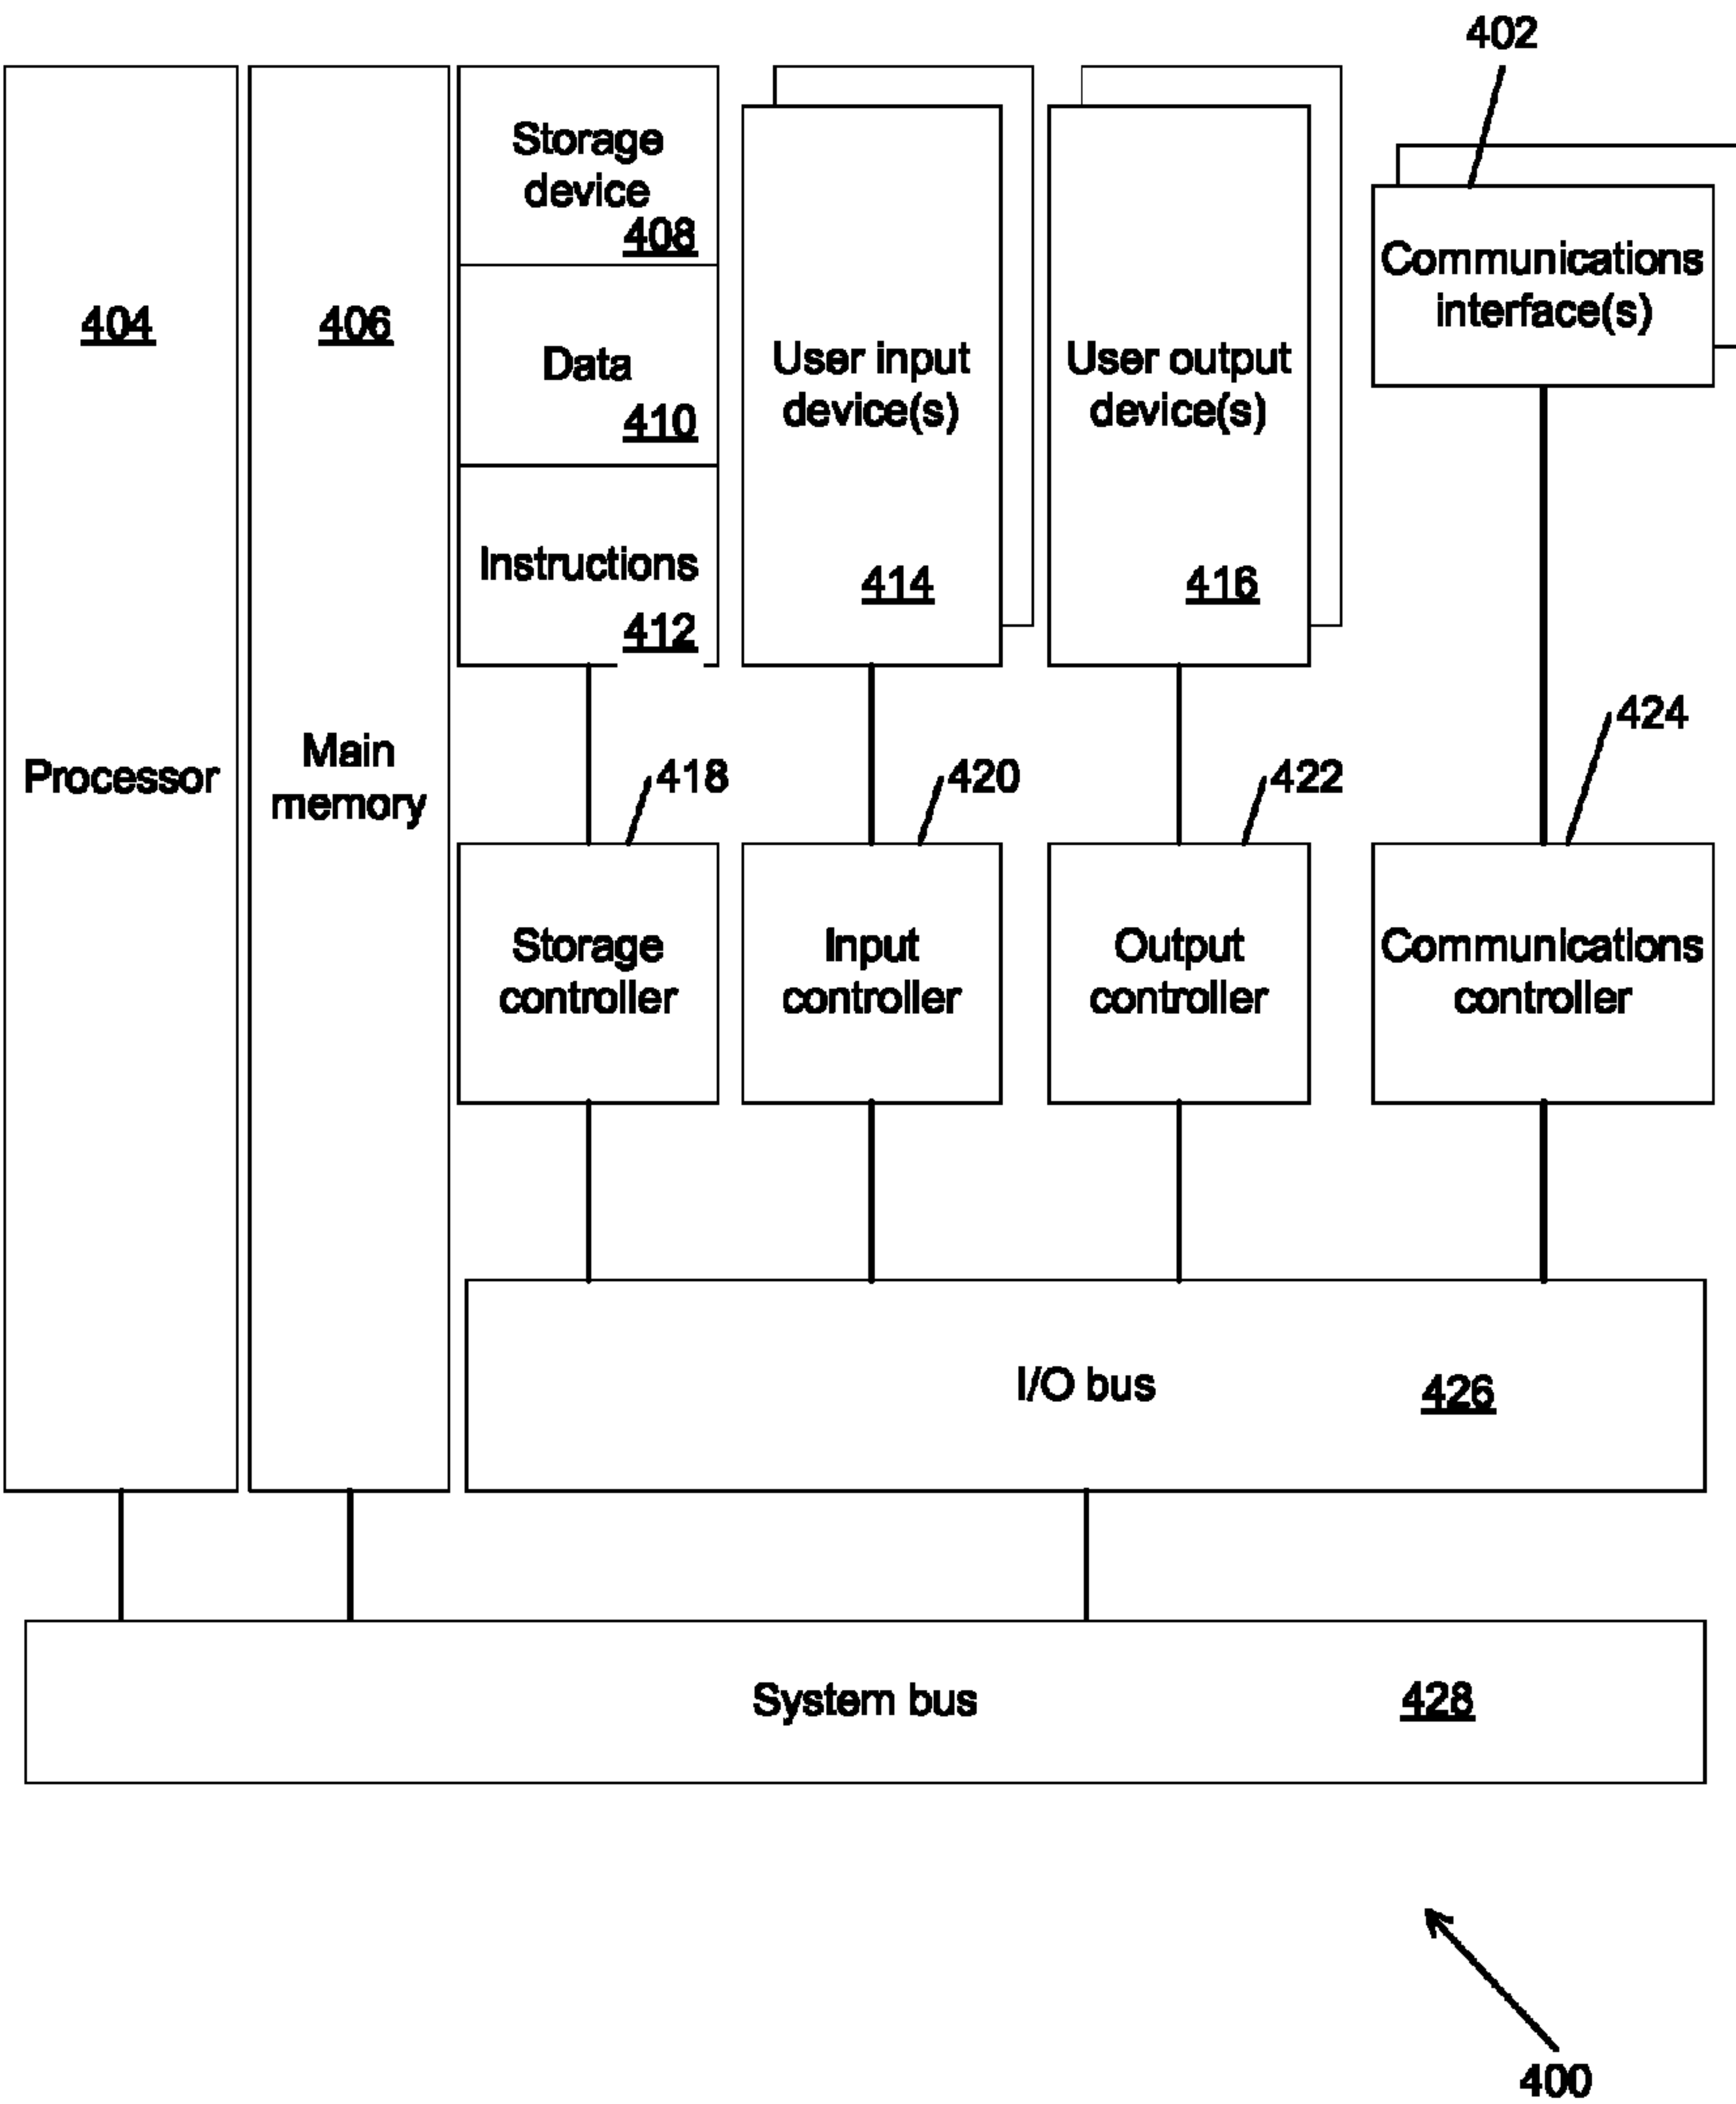 402
Storage
device
408
Communications
interface(s)
404
406
Data
410
User input
device(s)
User output
device(s)
Instructions
412
414
416
424
Processor
Main
memory
418
420
422
Storage
controller
Input
controller
Output
controller
Communications
controller
I/O bus
426
System bus
428
400